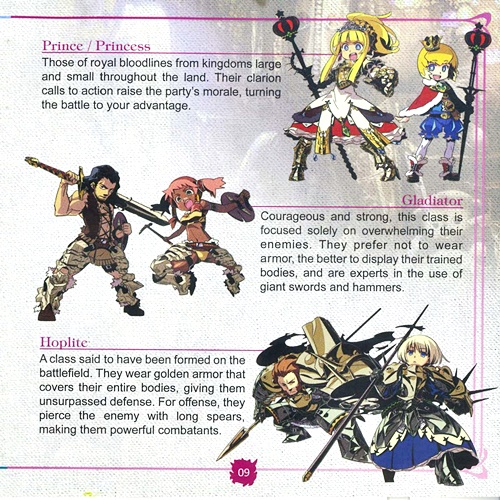 Prince / Princess
Those of royal bloodlines from kingdoms large
and small throughout the land. Their clarion
calls to action raise the party's morale, turning
the battle to your advantage.
Gladiator
Courageous and strong, this class is
focused solely on overwhelming their
enemies. They prefer not to wear
armor, the better to display their trained
bodies, and are experts in the use of
giant swords and hammers.
Hoplite
A class said to have been formed on the
battlefield. They wear golden armor that
covers their entire bodies, giving them
unsurpassed defense. For offense, they
pierce the enemy with long spears,
making them powerful combatants.
09